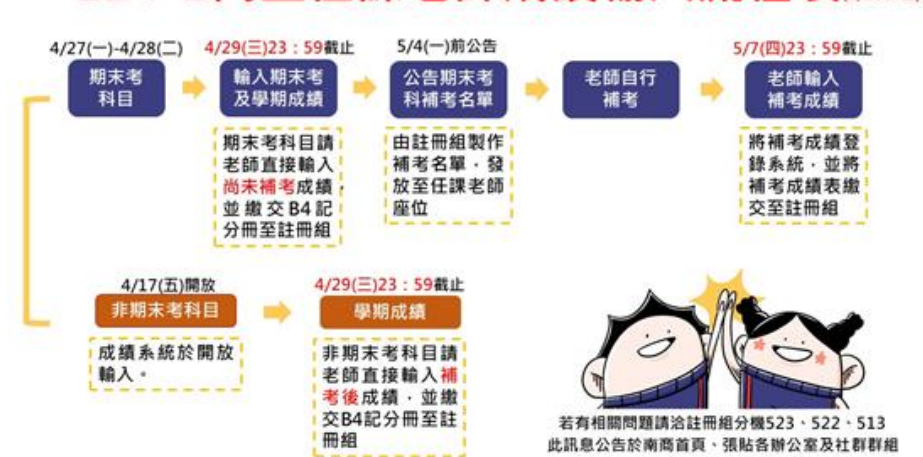 4/27(一)-4/28(二)
期末考
科目
4/29(三)23：59截止
輸入期末考
及學期成績
期末考科目請
老師直接輸入
尚未補考成績，
並繳交B4記
分冊至註冊組
5/4(一)前公告
公告期末考
科補考名單
由註冊組製作
補考名單，發
放至任課老師
座位
老師自行
補考
5/7(四)23：59截止
老師輸入
補考成績
將補考成績登
錄系統，並將
補考成績表繳
交至註冊組
4/17(五)開放
非期末考科目
成績系統於開放
輸入。
4/29(三)23：59截止
學期成績
非期末考科目請
老師直接輸入補
考後成績，並繳
交B4記分冊至註
冊組
若有相關問題請洽註冊組分機523、522、513
此訊息公告於南商首頁、張貼各辦公室及社群群組